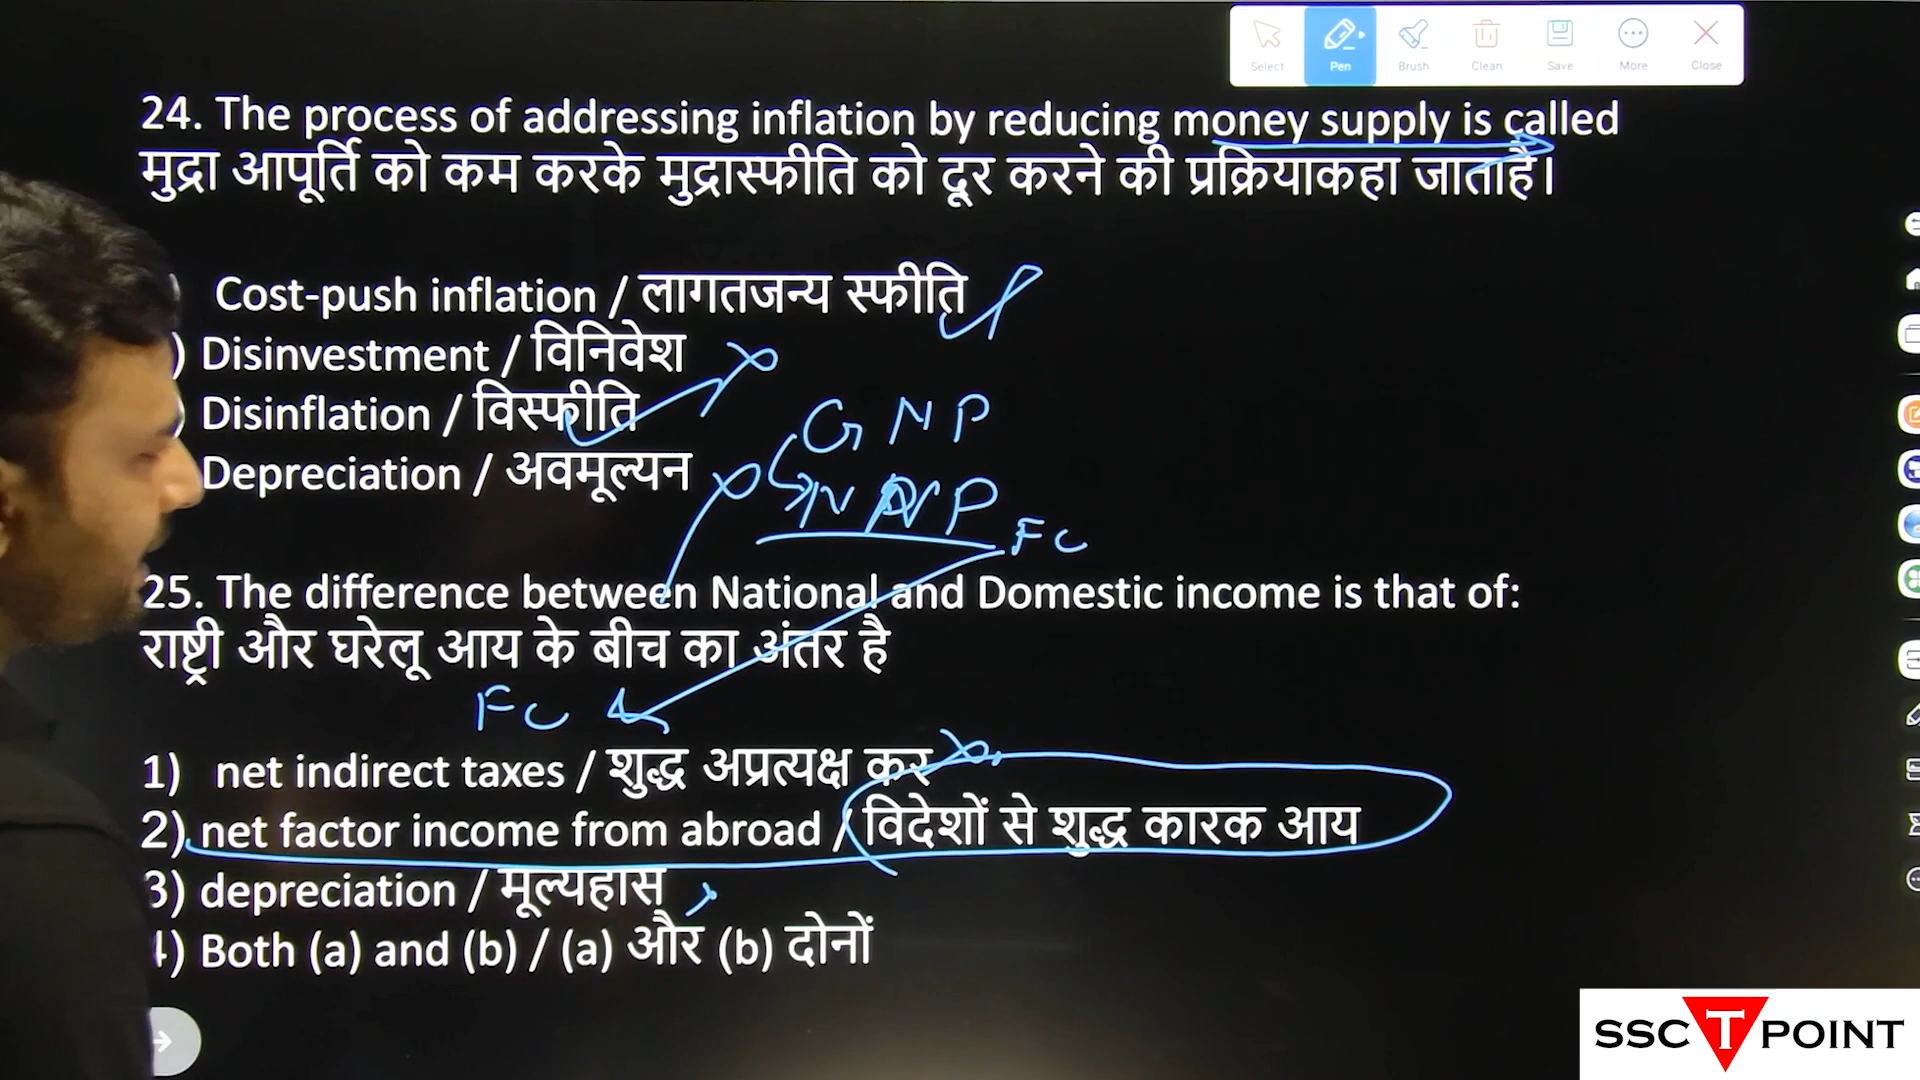 Select Pen Brush Clean Save More Close
24. The process of addressing inflation by reducing money supply is called
मुद्रा आपूर्ति को कम करके मुद्रास्फीति को दूर करने की प्रक्रियाकहा जाताहै।
Cost-push inflation / लागतजन्य स्फीति
) Disinvestment / विनिवेश
Disinflation / विस्फीति
Depreciation / अवमूल्यन
GNP
NNP
FC
25. The difference between National and Domestic income is that of:
राष्ट्री और घरेलू आय के बीच का अंतर है
FC
1) net indirect taxes / शुद्ध अप्रत्यक्ष कर
2) net factor income from abroad / विदेशों से शुद्ध कारक आय
3) depreciation / मूल्यहास
4) Both (a) and (b) / (a) और (b) दोनों
SSC T POINT